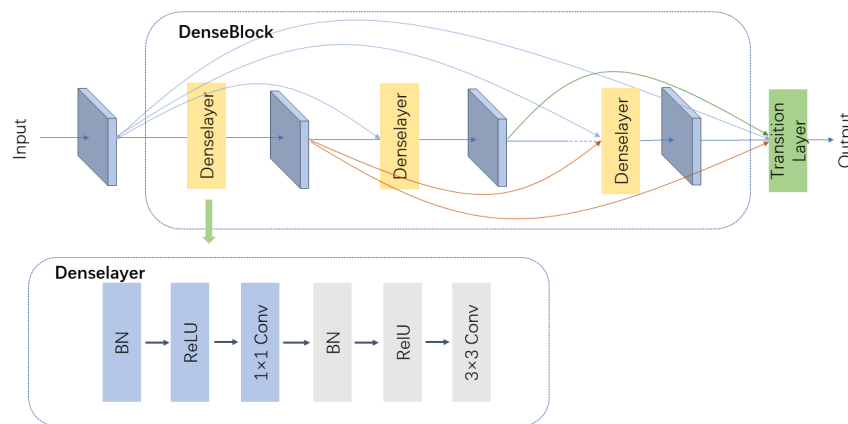 DenseBlock
Input
Denselayer
Denselayer
Denselayer
Transition
Layer
Output
Denselayer
BN
ReLU
1×1 Conv
BN
RelU
3×3 Conv